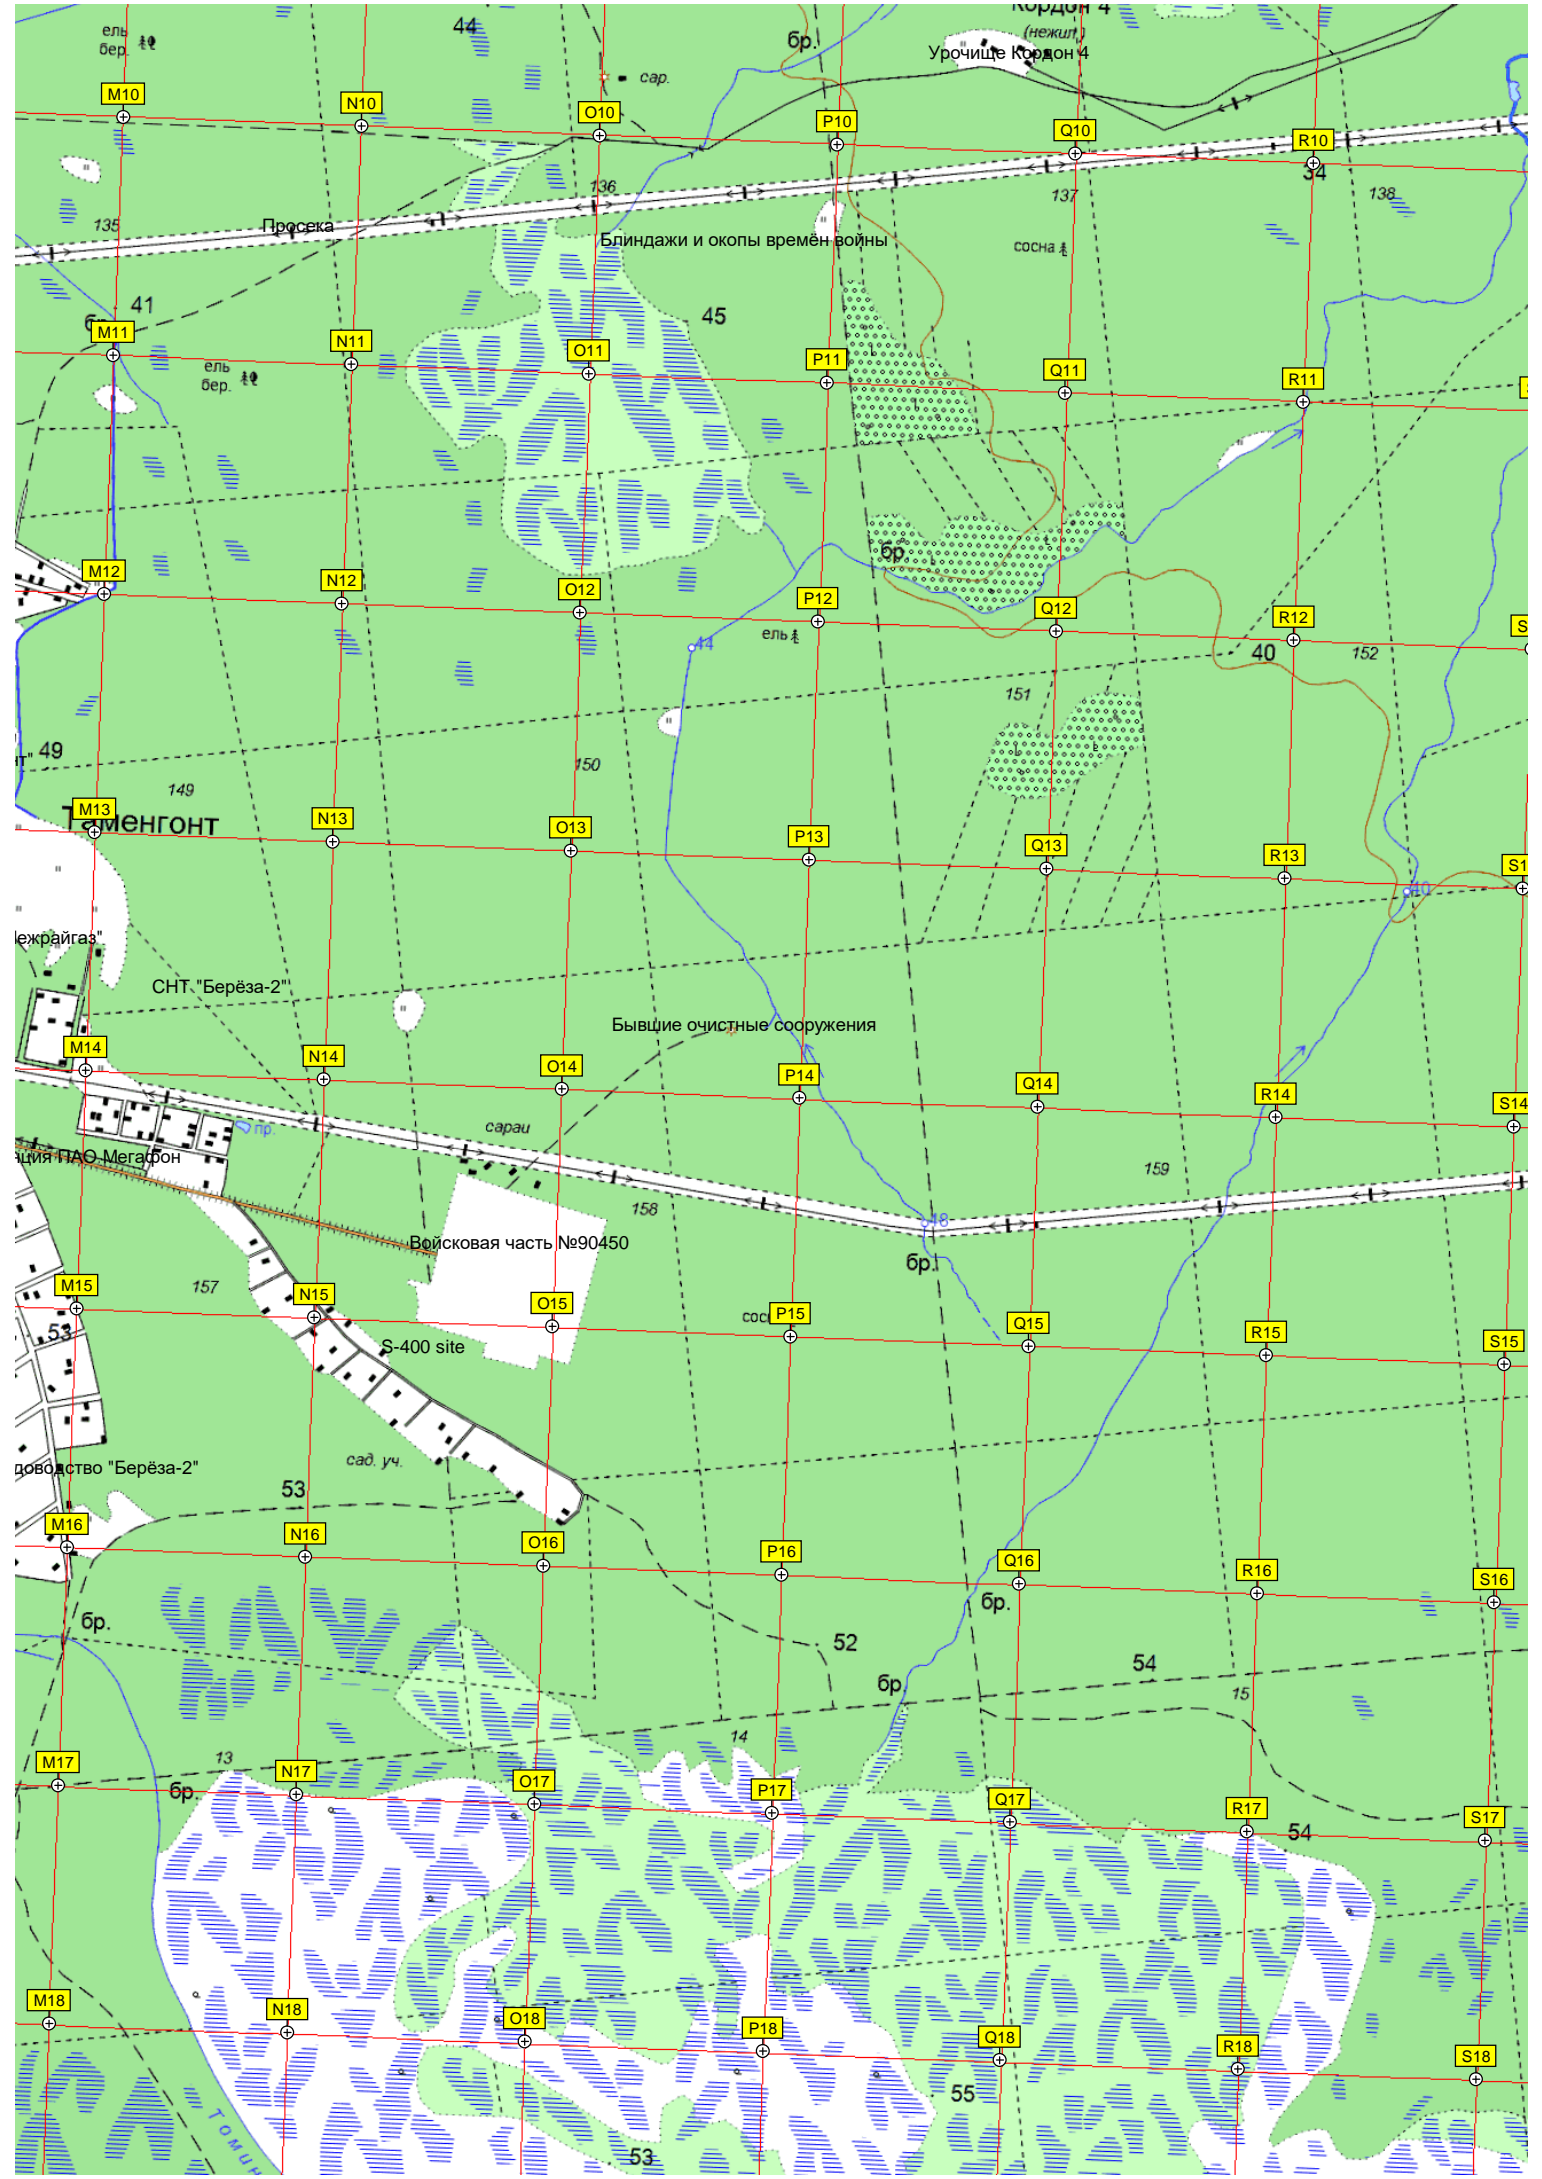 44
ель
бер.
бр.
(нежил.)
Урочище Кордон 4
сар.
M10
N10
O10
P10
Q10
R10
34
135
136
137
138
Просека
Блиндажи и окопы времён войны
сосна
41
45
M11
N11
O11
P11
Q11
R11
ель
бер.
бр.
M12
N12
O12
P12
Q12
R12
ель
44
40
152
151
49
150
149
Таменгонт
M13
N13
O13
P13
Q13
R13
40
СНТ "Берёза-2"
Бывшие очистные сооружения
M14
N14
O14
P14
Q14
R14
S14
пр.
сараи
ПАО Мегафон
159
158
48
Войсковая часть №90450
бр.
157
M15
N15
O15
P15
Q15
R15
S15
53
S-400 site
сад. уч.
"Берёза-2"
53
M16
N16
O16
P16
Q16
R16
S16
бр.
бр.
52
54
бр.
15
14
13
M17
N17
O17
P17
Q17
R17
S17
бр.
54
M18
N18
O18
P18
Q18
R18
S18
55
53